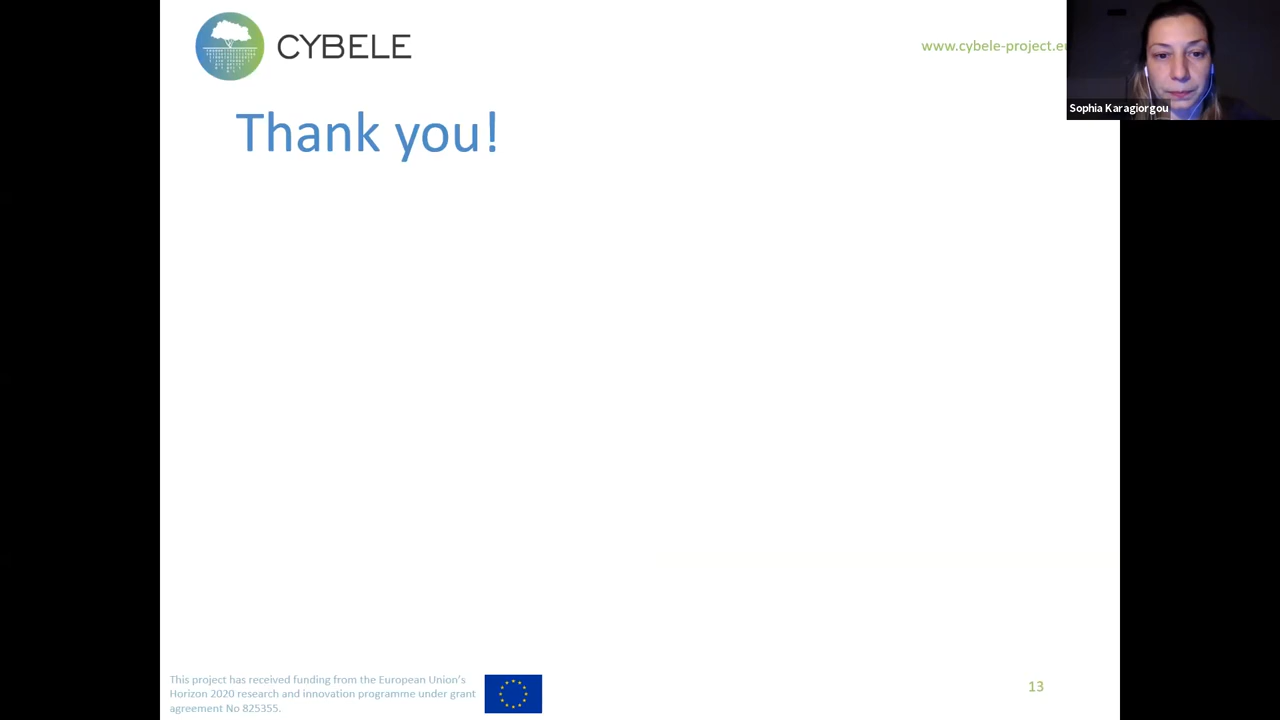 CYBELE
www.cybele-project.eu
Sophia Karagiorgou
Thank you!
This project has received funding from the European Union's
Horizon 2020 research and innovation programme under grant
agreement No 825355.
13